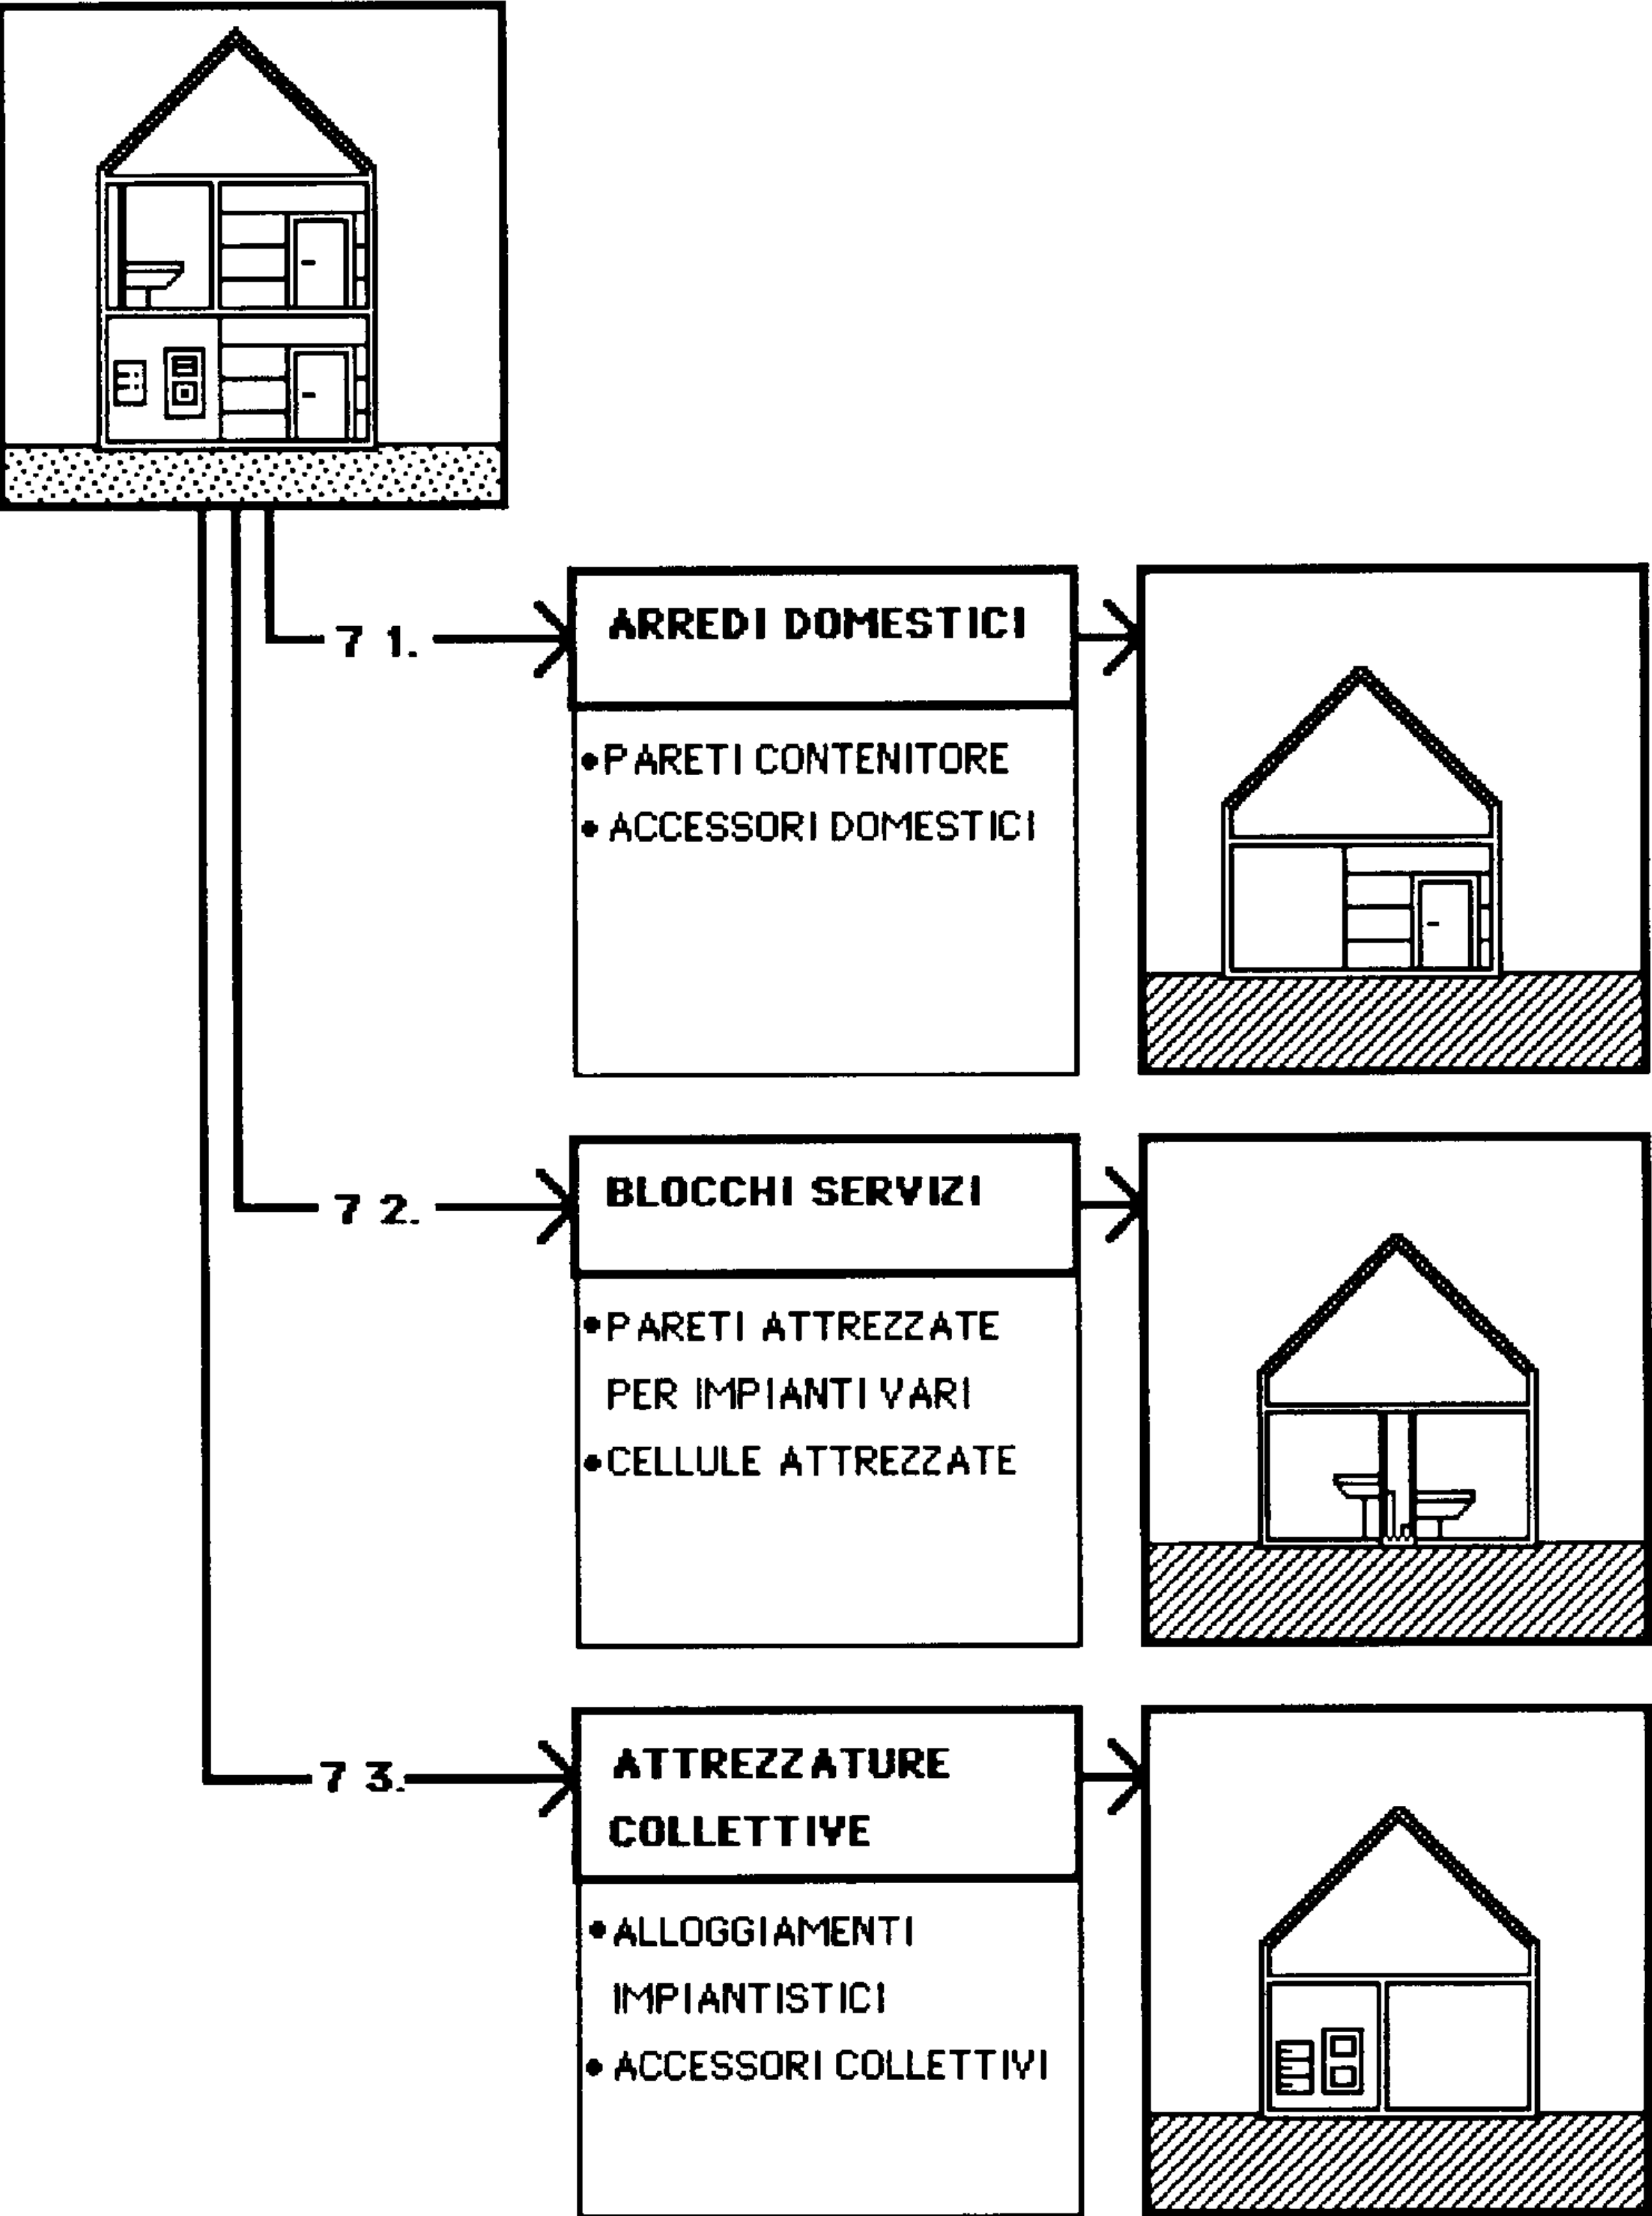 7 1.
ARREDI DOMESTICI
•PARETI CONTENITORE
• ACCESSORI DOMESTICI
7 2.
BLOCCHI SERVIZI
•PARETI ATTREZZATE
PER IMPIANTI VARI
•CELLULE ATTREZZATE
7 3.
ATTREZZATURE
COLLETTIVE
•ALLOGGIAMENTI
IMPIANTISTICI
• ACCESSORI COLLETTIVI